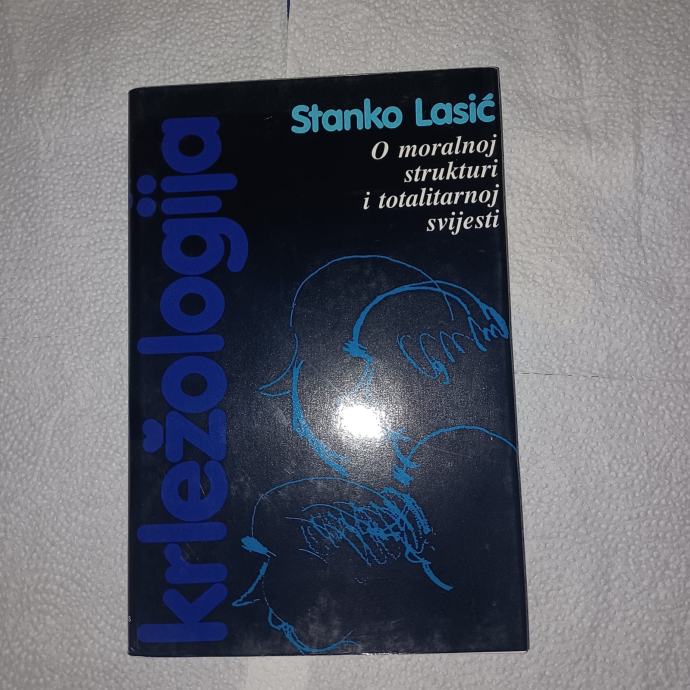 krležologija
Stanko Lasić
O moralnoj
strukturi
i totalitarnoj
svijesti